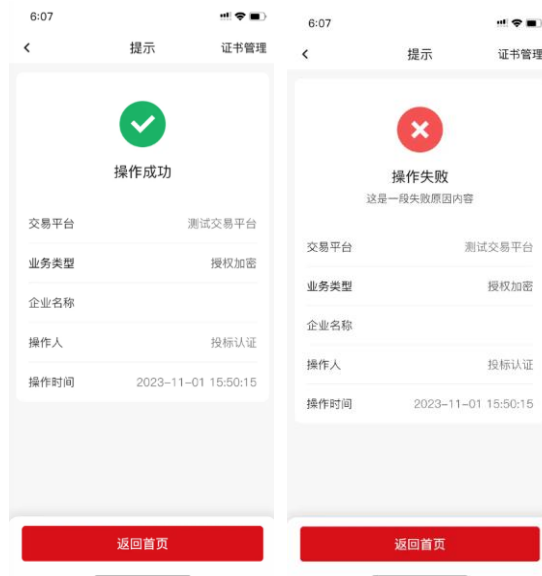 6:07
提示
证书管理
操作成功
交易平台
测试交易平台
业务类型
授权加密
企业名称
操作人
投标认证
操作时间
2023-11-01 15:50:15
返回首页
6:07
提示
证书管理
操作失败
这是一段失败原因内容
交易平台
测试交易平台
业务类型
授权加密
企业名称
操作人
投标认证
操作时间
2023-11-01 15:50:15
返回首页